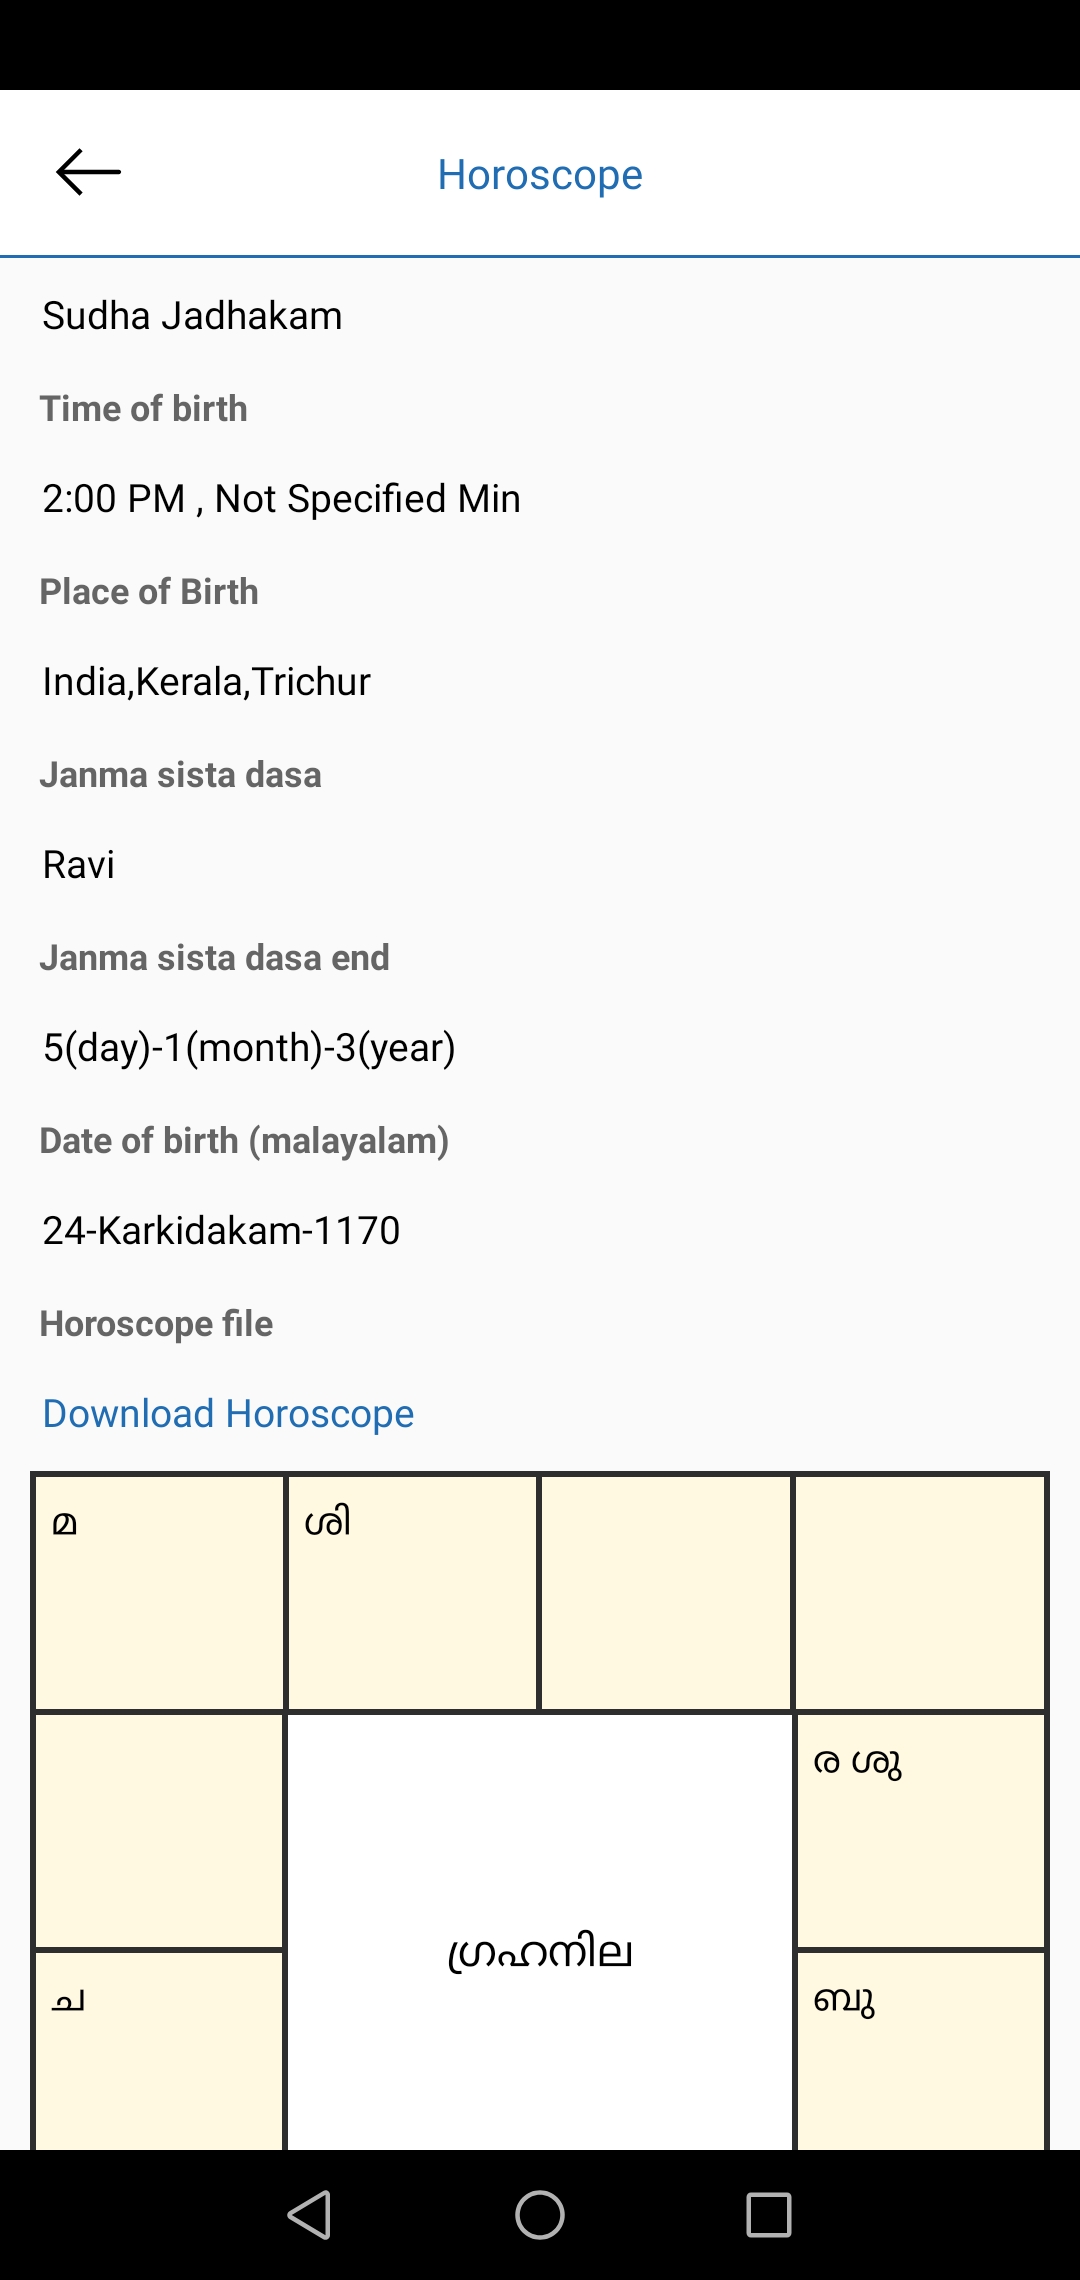 Horoscope
Sudha Jadhakam
Time of birth
2:00 PM , Not Specified Min
Place of Birth
India,Kerala,Trichur
Janma sista dasa
Ravi
Janma sista dasa end
5(day)-1(month)-3(year)
Date of birth (malayalam)
24-Karkidakam-1170
Horoscope file
Download Horoscope
മ ശി
ര ശു
ഗ്രഹനില
ച ബു